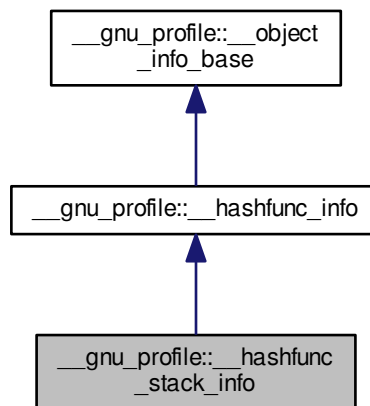 __gnu_profile::__object
_info_base
__gnu_profile::__hashfunc_info
__gnu_profile::__hashfunc
_stack_info